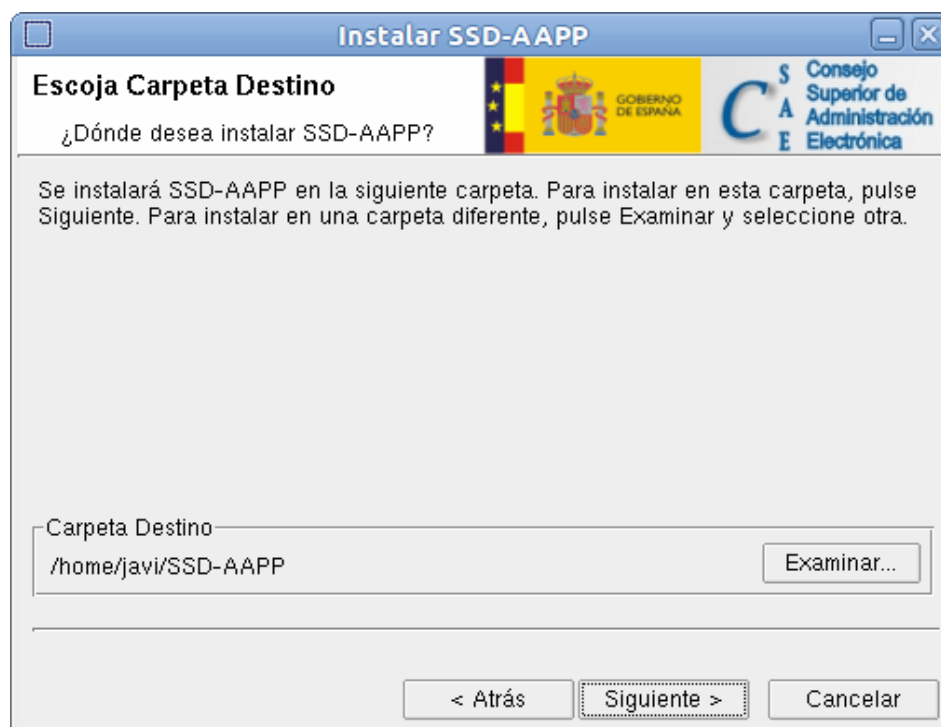 Instalar SSD-AAPP
Escoja Carpeta Destino
¿Dónde desea instalar SSD-AAPP?
GOBIERNO
DE ESPAÑA
C
S
A
E
Consejo
Superior de
Administración
Electrónica
Se instalará SSD-AAPP en la siguiente carpeta. Para instalar en esta carpeta, pulse
Siguiente. Para instalar en una carpeta diferente, pulse Examinar y seleccione otra.
Carpeta Destino
/home/javi/SSD-AAPP
Examinar...
< Atrás
Siguiente >
Cancelar